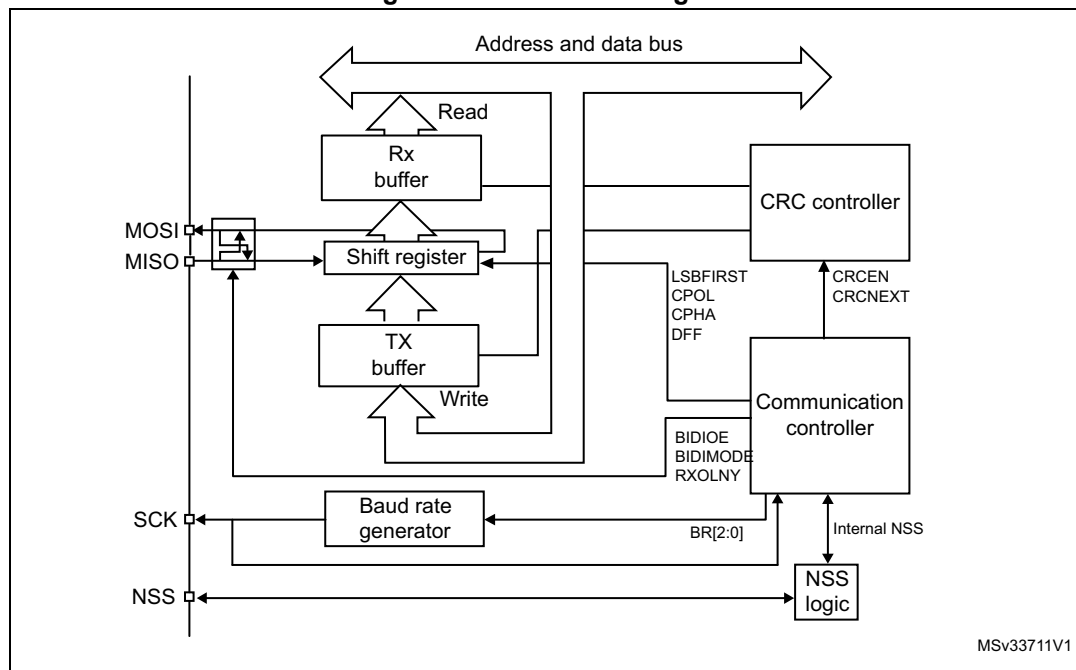 Address and data bus
Read
Rx
buffer
CRC controller
MOSI
MISO
Shift register
LSBFIRST
CPOL
CPHA
DFF
CRCEN
CRCNEXT
TX
buffer
Write
Communication
controller
BIDIOE
BIDIMODE
RXOLNY
SCK
Baud rate
generator
BR[2:0]
Internal NSS
NSS
NSS
logic
MSv33711V1